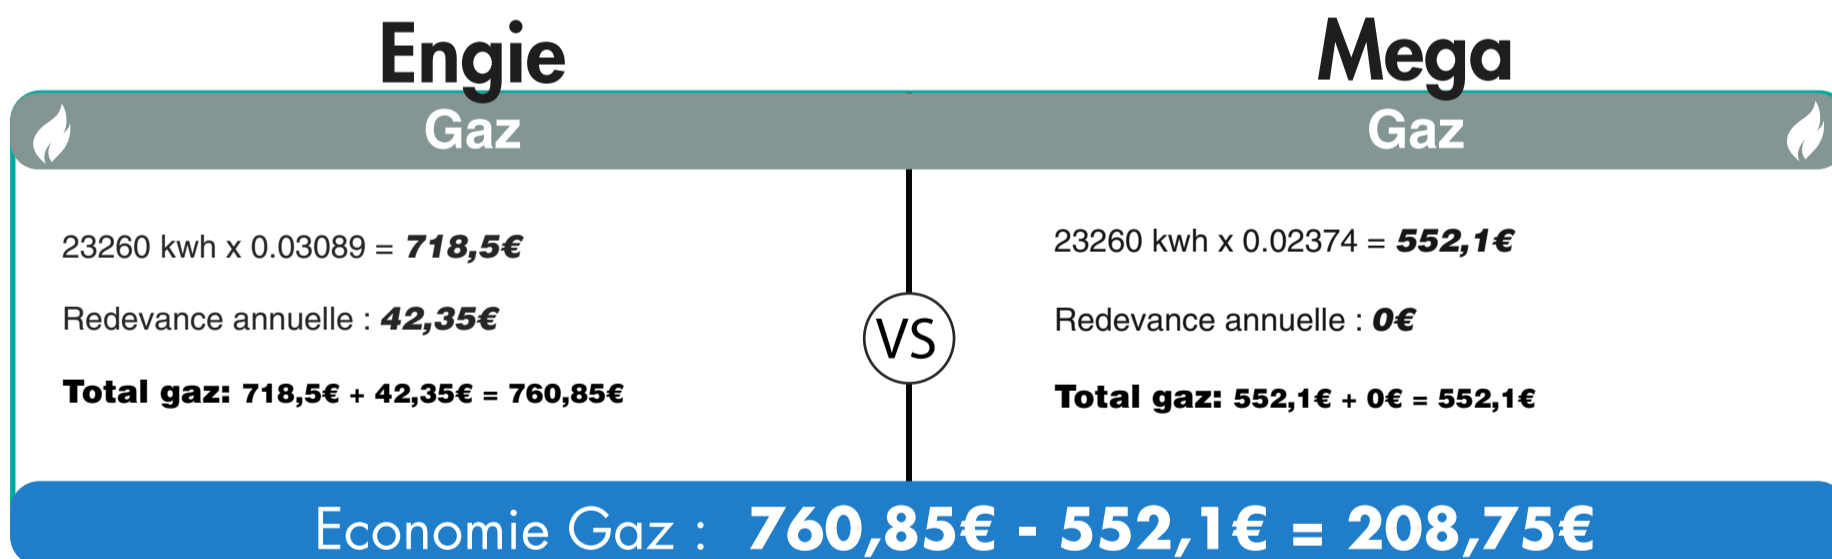 Engie
Gaz
23260 kwh x 0.03089 = 718,5€
Redevance annuelle : 42,35€
Total gaz: 718,5€ + 42,35€ = 760,85€
VS
Mega
Gaz
23260 kwh x 0.02374 = 552,1€
Redevance annuelle : 0€
Total gaz: 552,1€ + 0€ = 552,1€
Economie Gaz : 760,85€ - 552,1€ = 208,75€